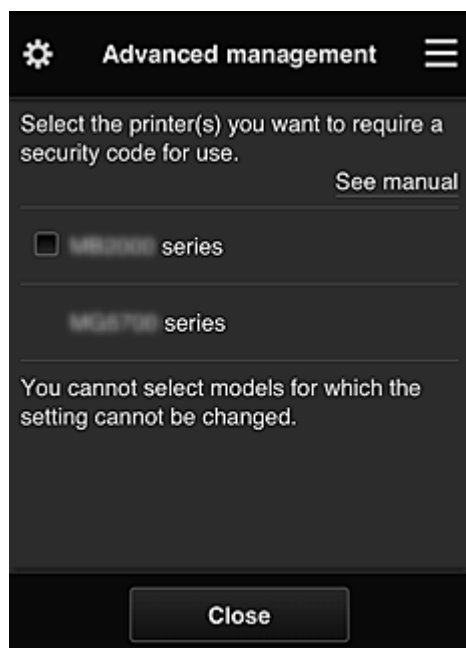 Advanced management
Select the printer(s) you want to require a
security code for use.
See manual
series
series
You cannot select models for which the
setting cannot be changed.
Close